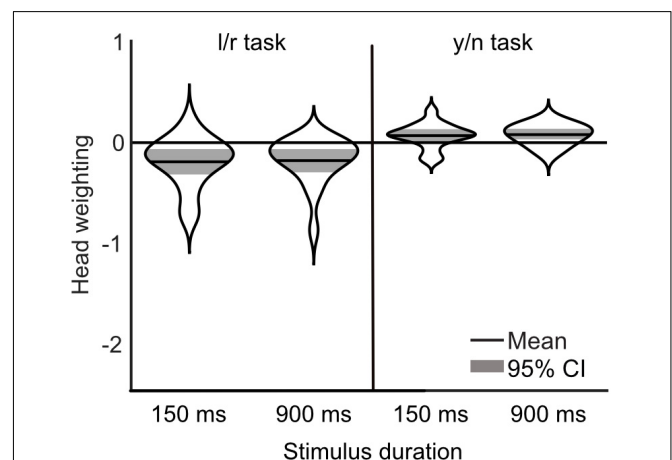 l/r task
y/n task
1
0
-1
-2
Head weighting
Mean
95% CI
150 ms
900 ms
150 ms
900 ms
Stimulus duration